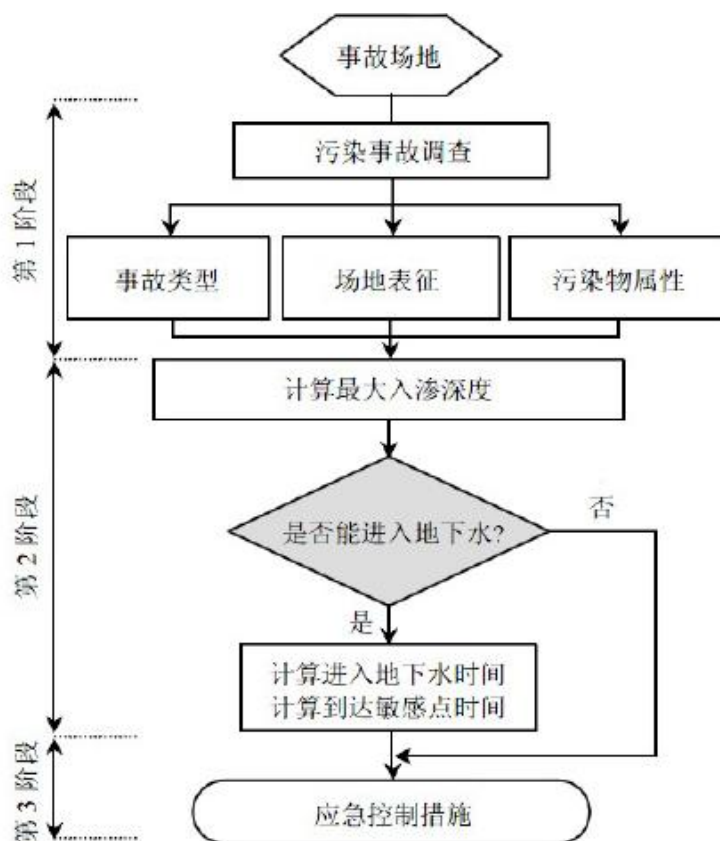 事故场地
第 1 阶段
污染事故调查
事故类型
场地表征
污染物属性
第 2 阶段
计算最大入渗深度
是否能进入地下水?
否
是
计算进入地下水时间
计算到达敏感点时间
第 3 阶段
应急控制措施